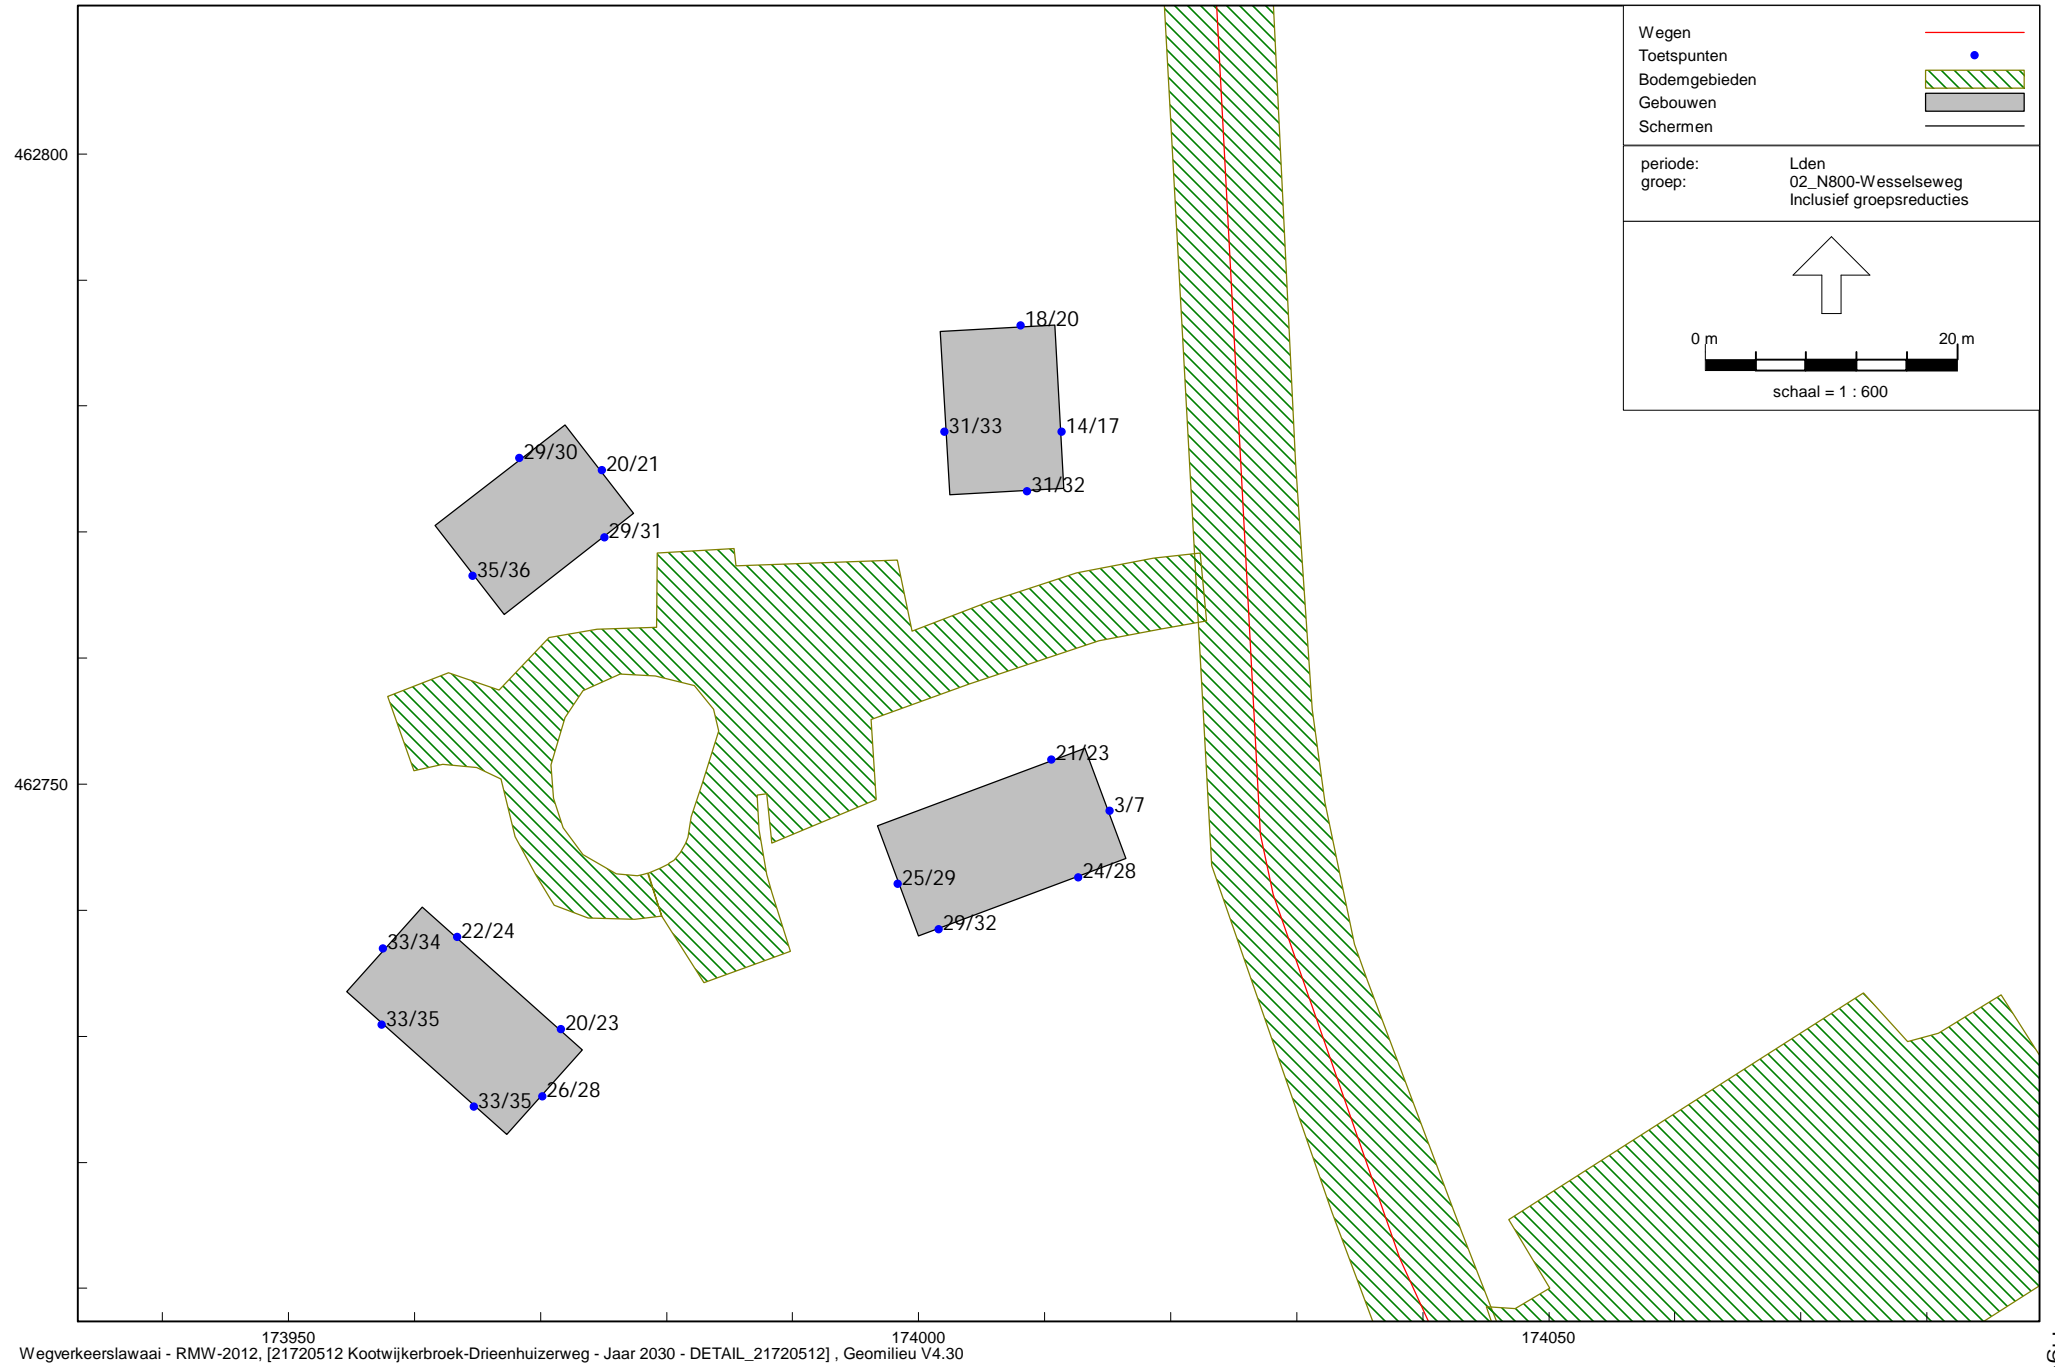 Wegen
Toetspunten
Bodemgebieden
Gebouwen
Schermen
periode: Lden
groep: 02_N800-Wesselseweg
Inclusief groepsreducties
0 m 20 m
schaal = 1 : 600
462800
18/20
31/33
14/17
31/32
29/30
20/21
29/31
35/36
462750
21/23
3/7
25/29
24/28
29/32
22/24
33/34
33/35
20/23
33/35
26/28
173950 174000 174050
Wegverkeerslawaai - RMW-2012, [21720512 Kootwijkerbroek-Drieenhuizerweg - Jaar 2030 - DETAIL_21720512] , Geomilieu V4.30